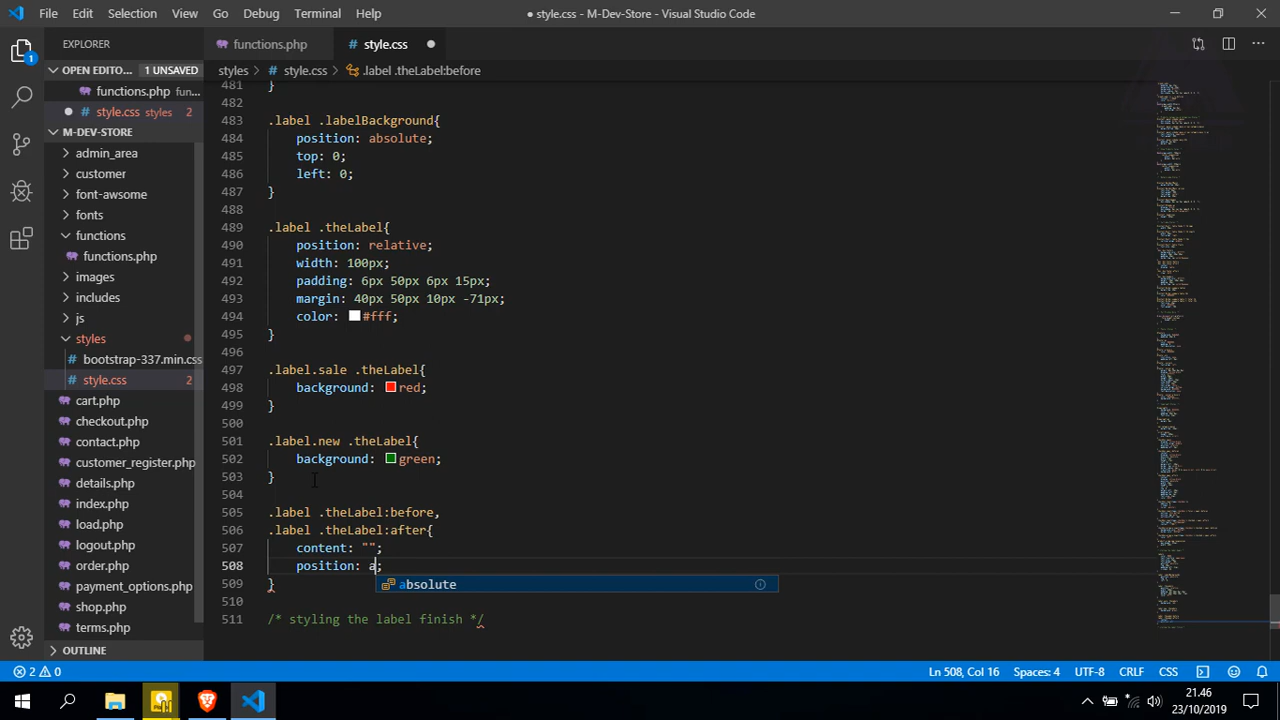 File Edit Selection View Go Debug Terminal Help
● style.css - M-Dev-Store - Visual Studio Code
EXPLORER
functions.php
style.css
OPEN EDITO... 1 UNSAVED
functions.php fun...
style.css styles 2
M-DEV-STORE
admin_area
customer
font-awsome
fonts
functions
functions.php
images
includes
js
styles
bootstrap-337.min.css
style.css 2
cart.php
checkout.php
contact.php
customer_register.php
details.php
index.php
load.php
logout.php
order.php
payment_options.php
shop.php
terms.php
OUTLINE
styles > style.css > .label .theLabel:before
481 }
482
483 .label .labelBackground{
484 position: absolute;
485 top: 0;
486 left: 0;
487 }
488
489 .label .theLabel{
490 position: relative;
491 width: 100px;
492 padding: 6px 50px 6px 15px;
493 margin: 40px 50px 10px -71px;
494 color: #fff;
495 }
496
497 .label.sale .theLabel{
498 background: red;
499 }
500
501 .label.new .theLabel{
502 background: green;
503 }
504
505 .label .theLabel:before,
506 .label .theLabel:after{
507 content: "";
508 position: a;
absolute
509 }
510
511 /* styling the label finish */
2 0
Ln 508, Col 16 Spaces: 4 UTF-8 CRLF CSS
21.46
23/10/2019